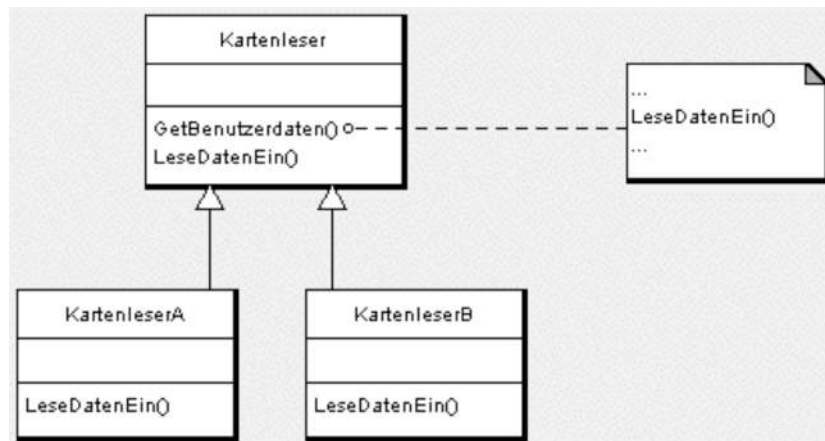 Kartenleser
GetBenutzerdaten()
LeseDatenEin()
...
LeseDatenEin()
...
KartenleserA
LeseDatenEin()
KartenleserB
LeseDatenEin()